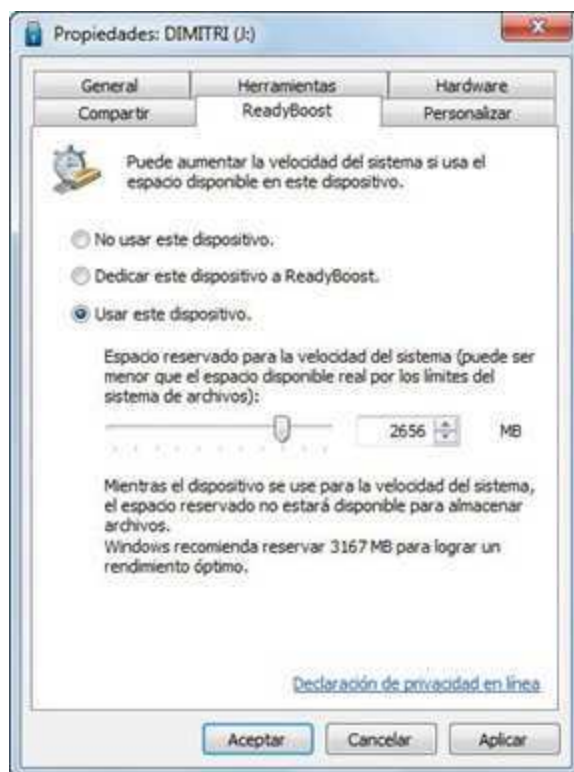 Propiedades: DIMITRI (J:)
General Herramientas Hardware
Compartir ReadyBoost Personalizar
Puede aumentar la velocidad del sistema si usa el
espacio disponible en este dispositivo.
No usar este dispositivo.
Dedicar este dispositivo a ReadyBoost.
Usar este dispositivo.
Espacio reservado para la velocidad del sistema (puede ser
menor que el espacio disponible real por los límites del
sistema de archivos):
2656 MB
Mientras el dispositivo se use para la velocidad del sistema,
el espacio reservado no estará disponible para almacenar
archivos.
Windows recomienda reservar 3167 MB para lograr un
rendimiento óptimo.
Declaración de privacidad en línea
Aceptar Cancelar Aplicar